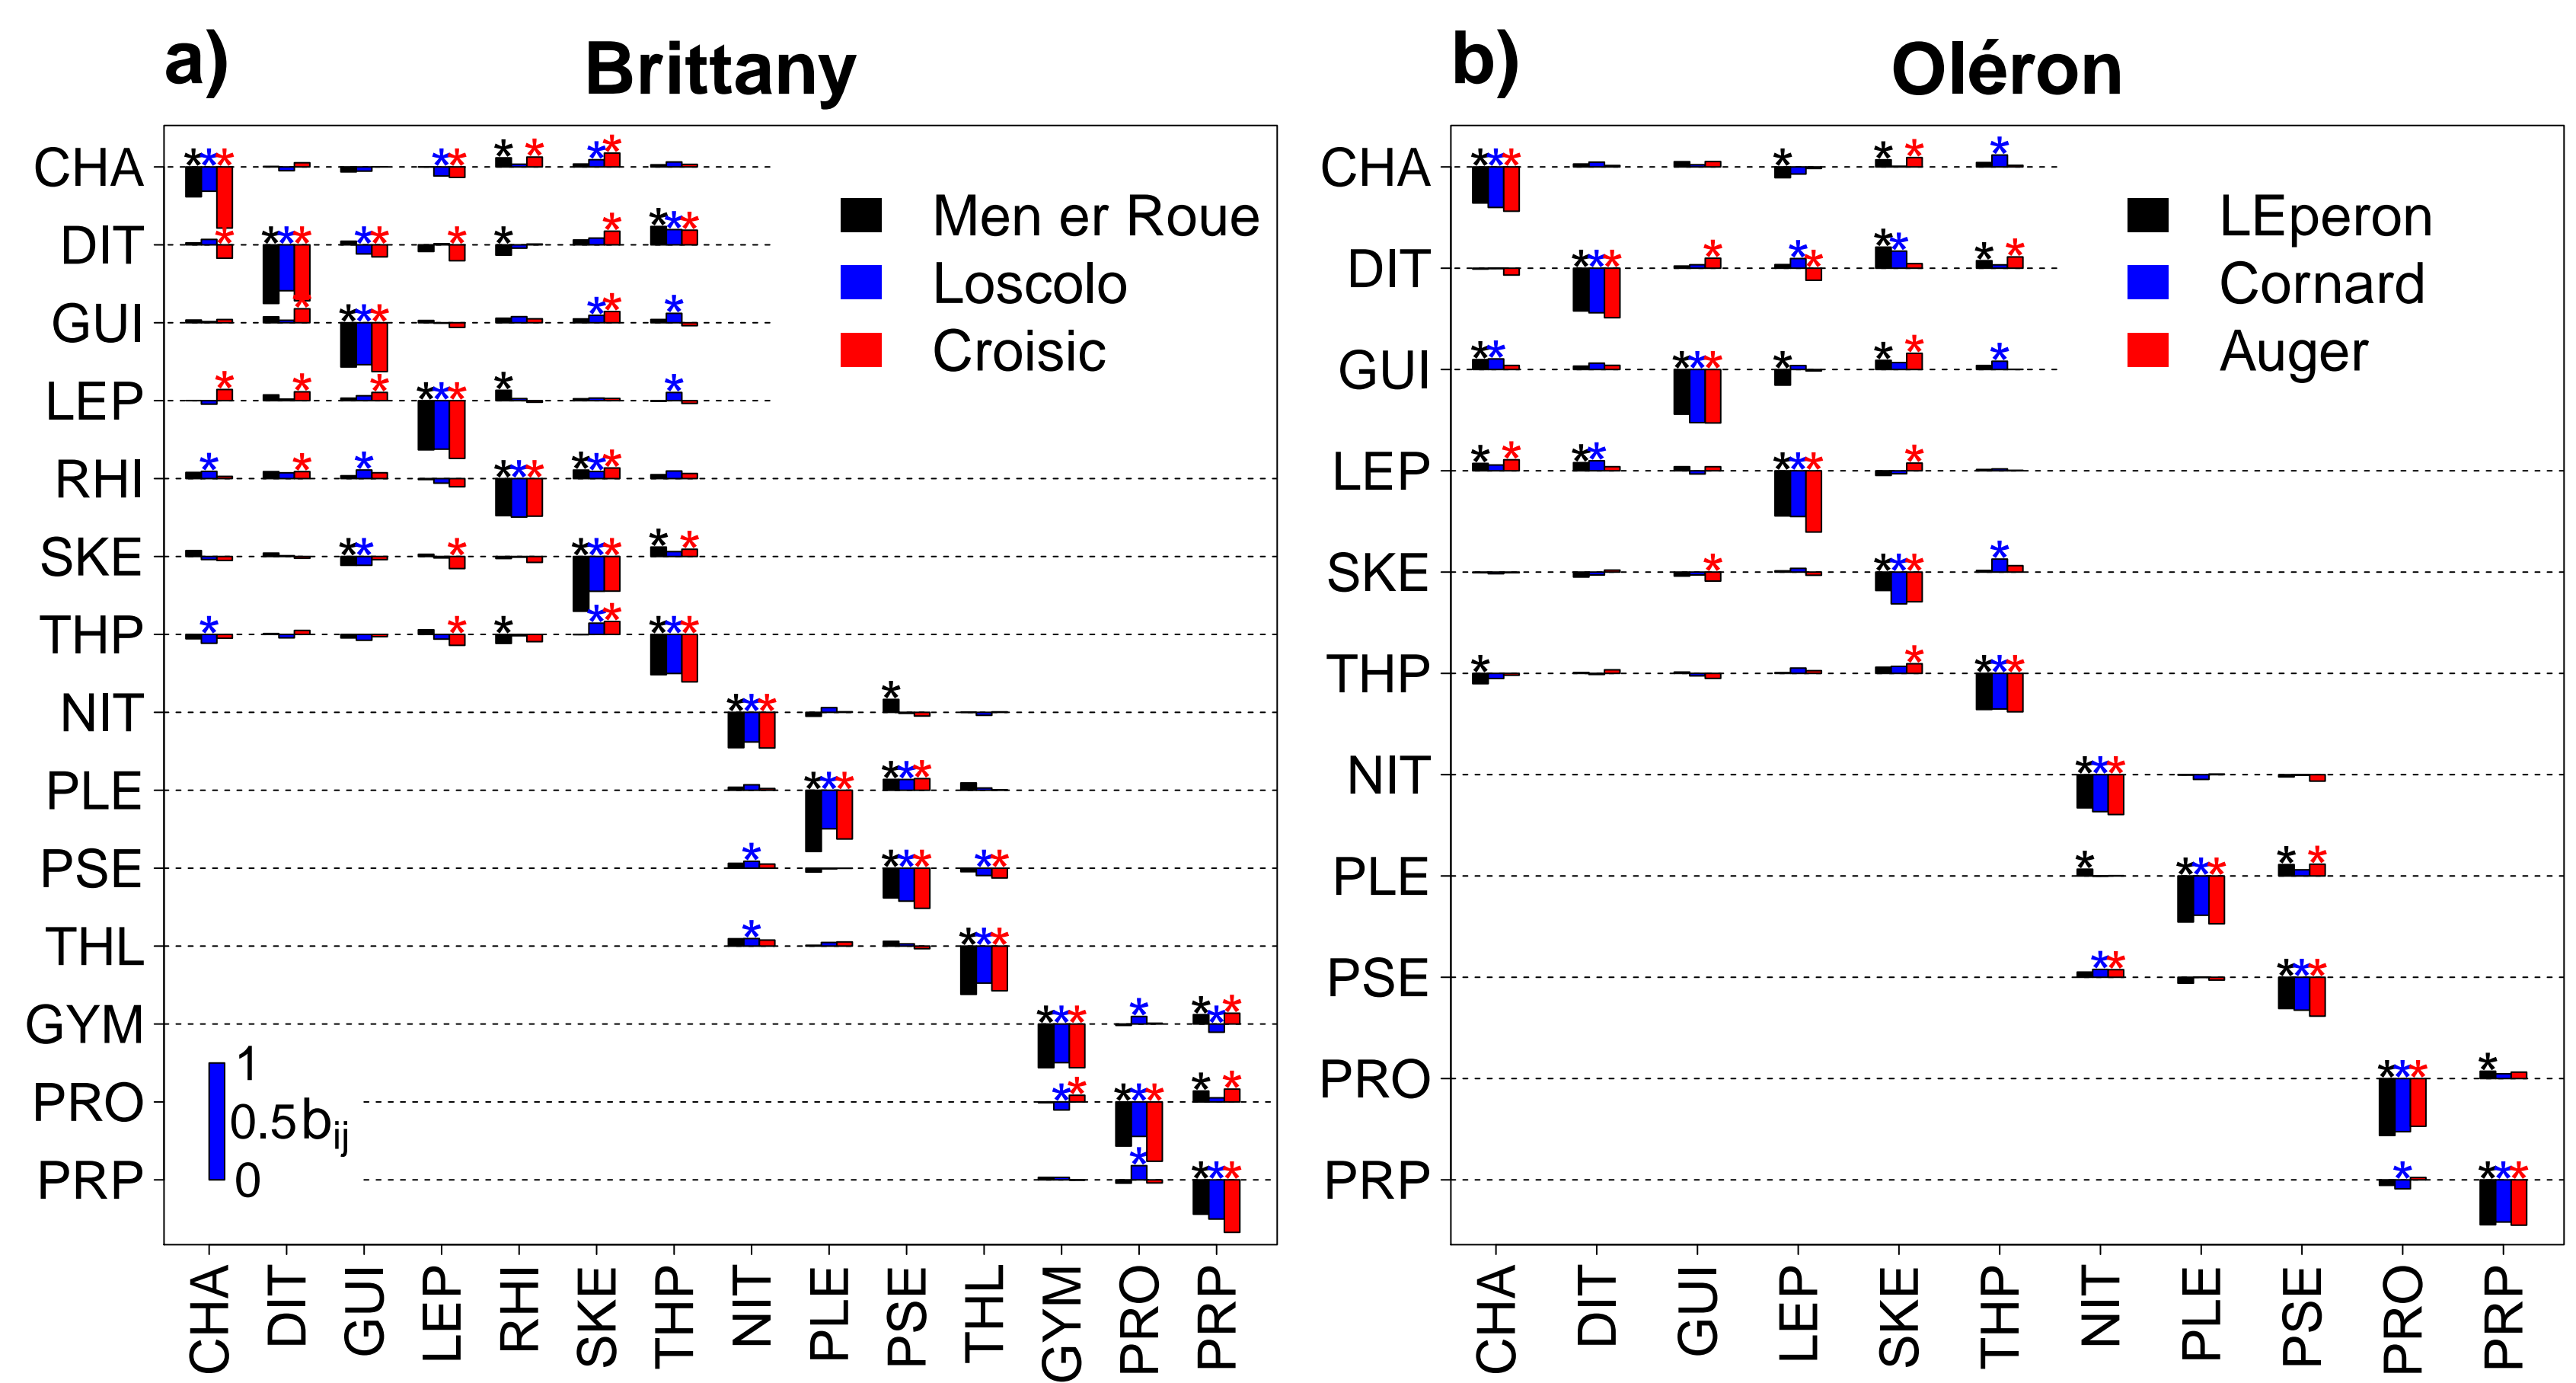 a) Brittany
CHA
DIT
GUI
LEP
RHI
SKE
THP
NIT
PLE
PSE
THL
GYM
PRO
PRP
Men er Roue
Loscolo
Croisic
1
0.5 bij
0
CHA DIT GUI LEP RHI SKE THP NIT PLE PSE THL GYM PRO PRP
b) Oléron
CHA
DIT
GUI
LEP
SKE
THP
NIT
PLE
PSE
PRO
PRP
LEperon
Cornard
Auger
CHA DIT GUI LEP SKE THP NIT PLE PSE PRO PRP